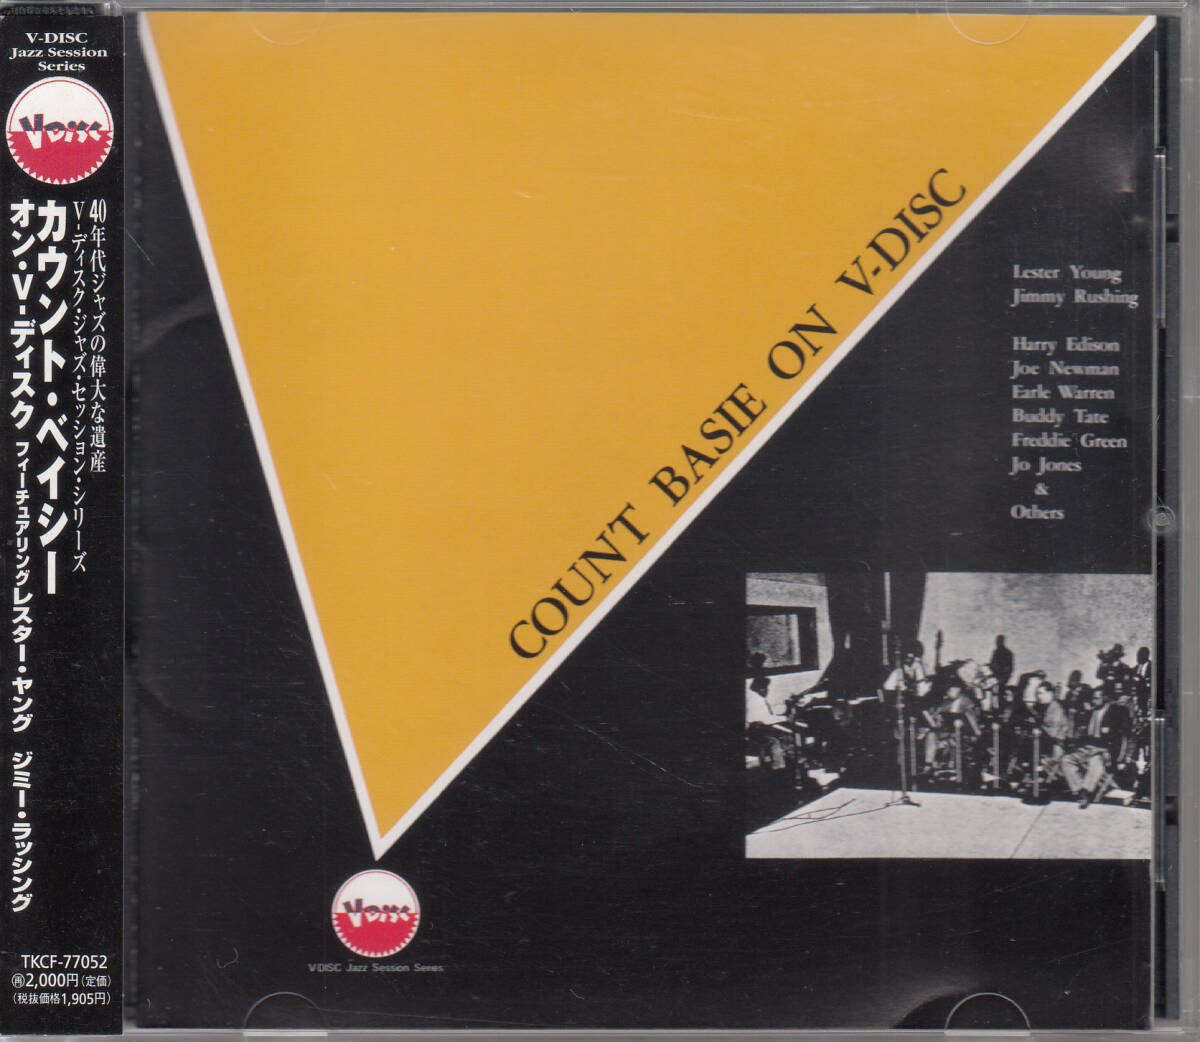 V-DISC
Jazz Session
Series
V DISC
40年代ジャズの偉大な遺産
V-ディスク・ジャズ・セッション・シリーズ
カウント・ベイシー
オン・V-ディスク フィーチュアリングレスター・ヤング ジミー・ラッシング
TKCF-77052
再2,000円(定価)
(税抜価格1,905円)
COUNT BASIE ON V-DISC
Lester Young
Jimmy Rushing
Harry Edison
Joe Newman
Earle Warren
Buddy Tate
Freddie Green
Jo Jones
&
Others
V DISC
V-DISC Jazz Session Series